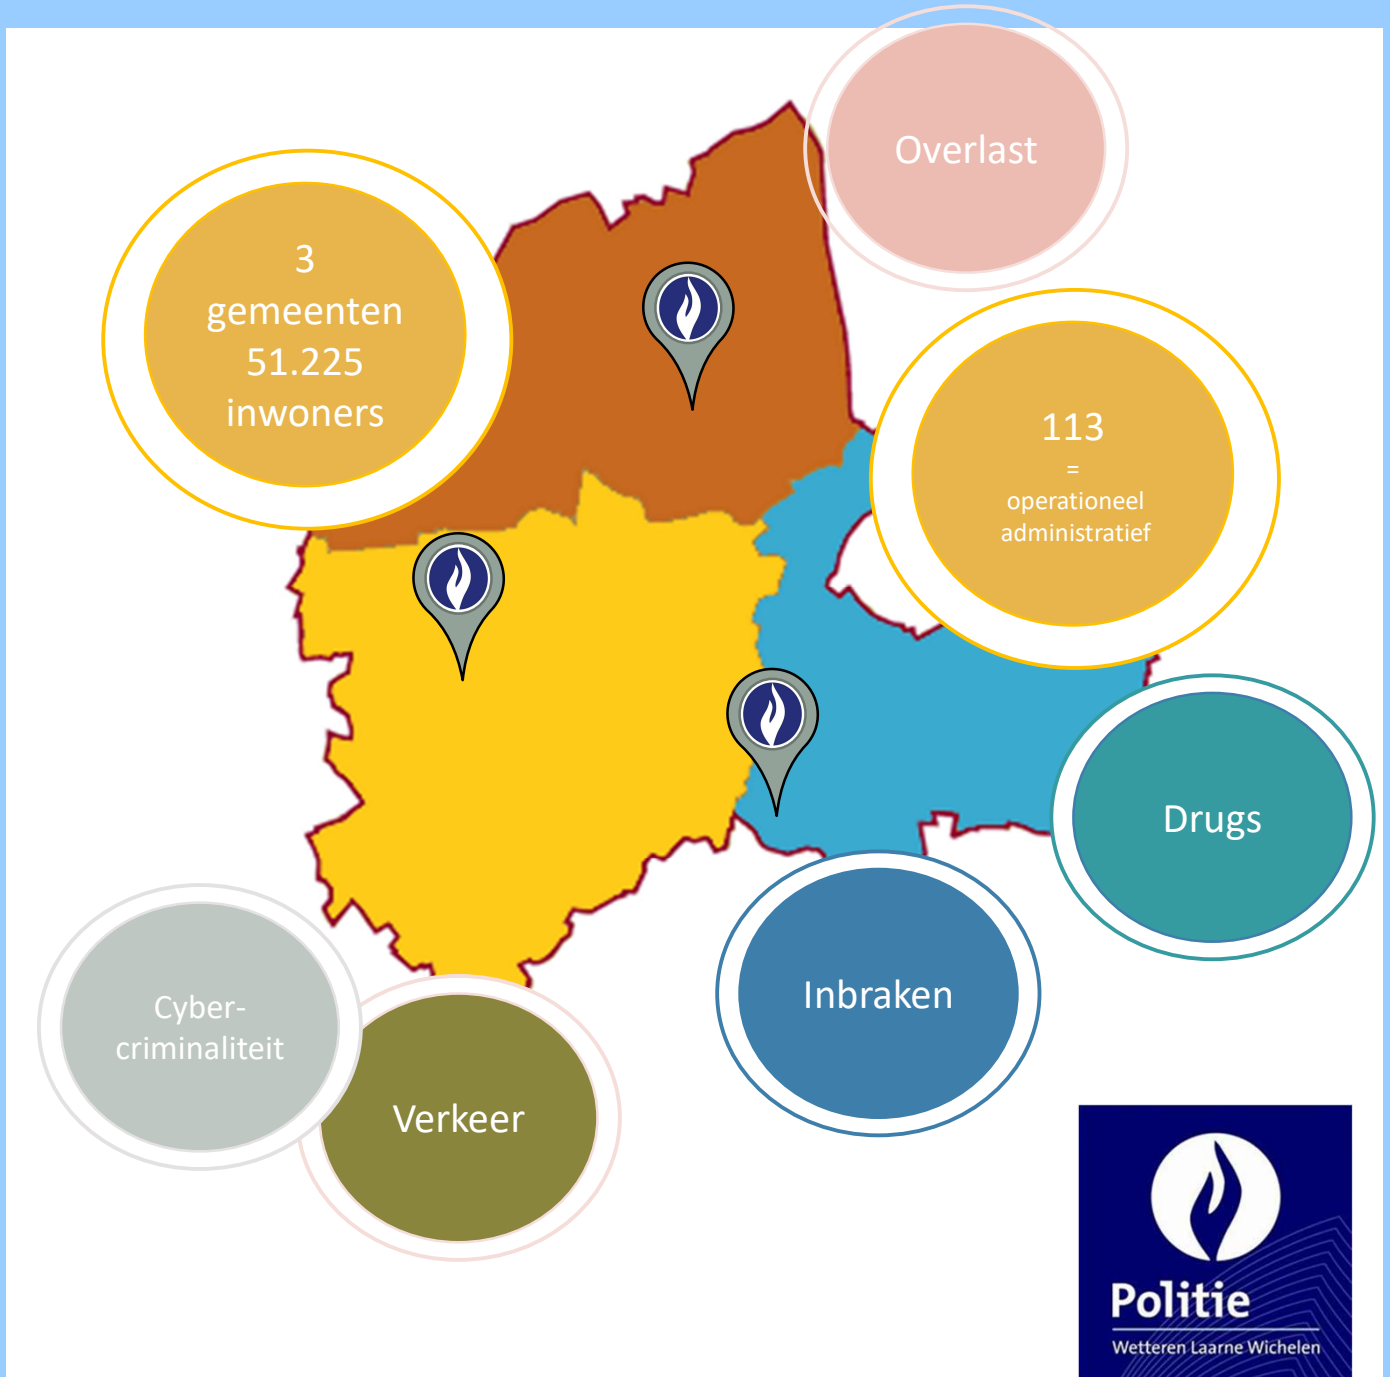 Overlast
3
gemeenten
51.225
inwoners
113
=
operationeel
administratief
Drugs
Inbraken
Cyber-
criminaliteit
Verkeer
Politie
Wetteren Laarne Wichelen